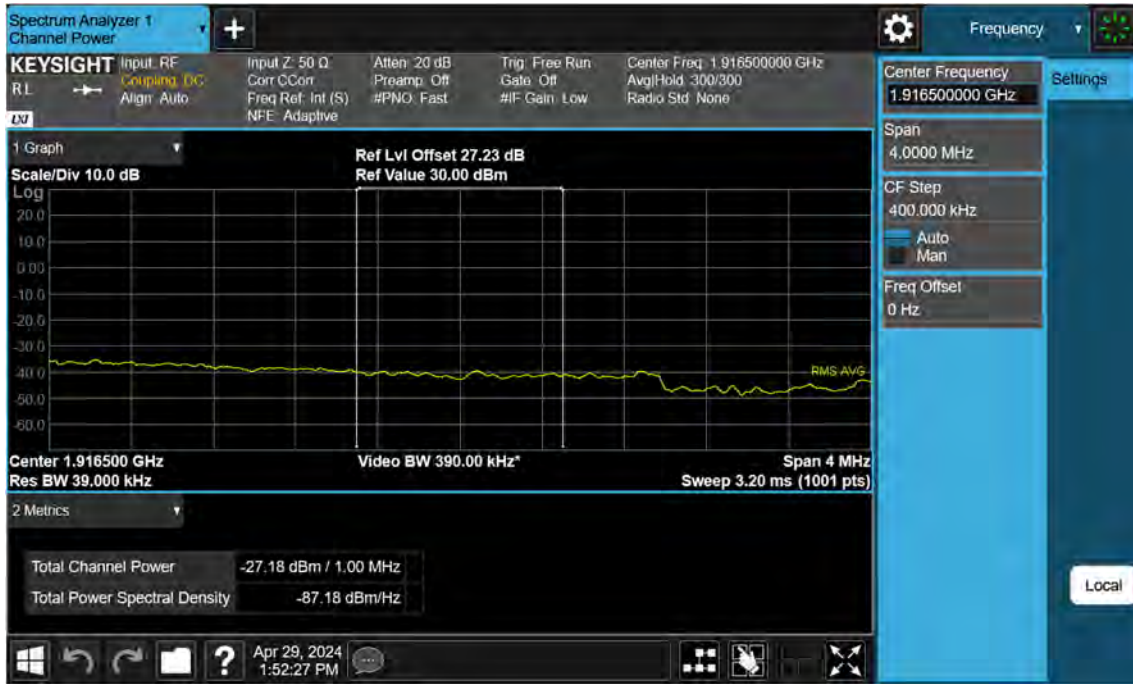 Spectrum Analyzer 1
Channel Power
+
Frequency
KEYSIGHT
R L
LXI
Input: RF
Coupling: DC
Align: Auto
Input Z: 50 Ω
Corr CCorr
Freq Ref: Int (S)
NFE: Adaptive
Atten: 20 dB
Preamp: Off
#PNO: Fast
Trig: Free Run
Gate: Off
#IF Gain: Low
Center Freq: 1.916500000 GHz
Avg|Hold: 300/300
Radio Std: None
Center Frequency
1.916500000 GHz
Settings
Span
4.0000 MHz
CF Step
400.000 kHz
Auto
Man
Freq Offset
0 Hz
1 Graph
Scale/Div 10.0 dB
Ref Lvl Offset 27.23 dB
Ref Value 30.00 dBm
Log
20.0
10.0
0.00
-10.0
-20.0
-30.0
-40.0
-50.0
-60.0
RMS AVG
Center 1.916500 GHz
Res BW 39.000 kHz
Video BW 390.00 kHz*
Span 4 MHz
Sweep 3.20 ms (1001 pts)
2 Metrics
Total Channel Power -27.18 dBm / 1.00 MHz
Total Power Spectral Density -87.18 dBm/Hz
Local
?
Apr 29, 2024
1:52:27 PM